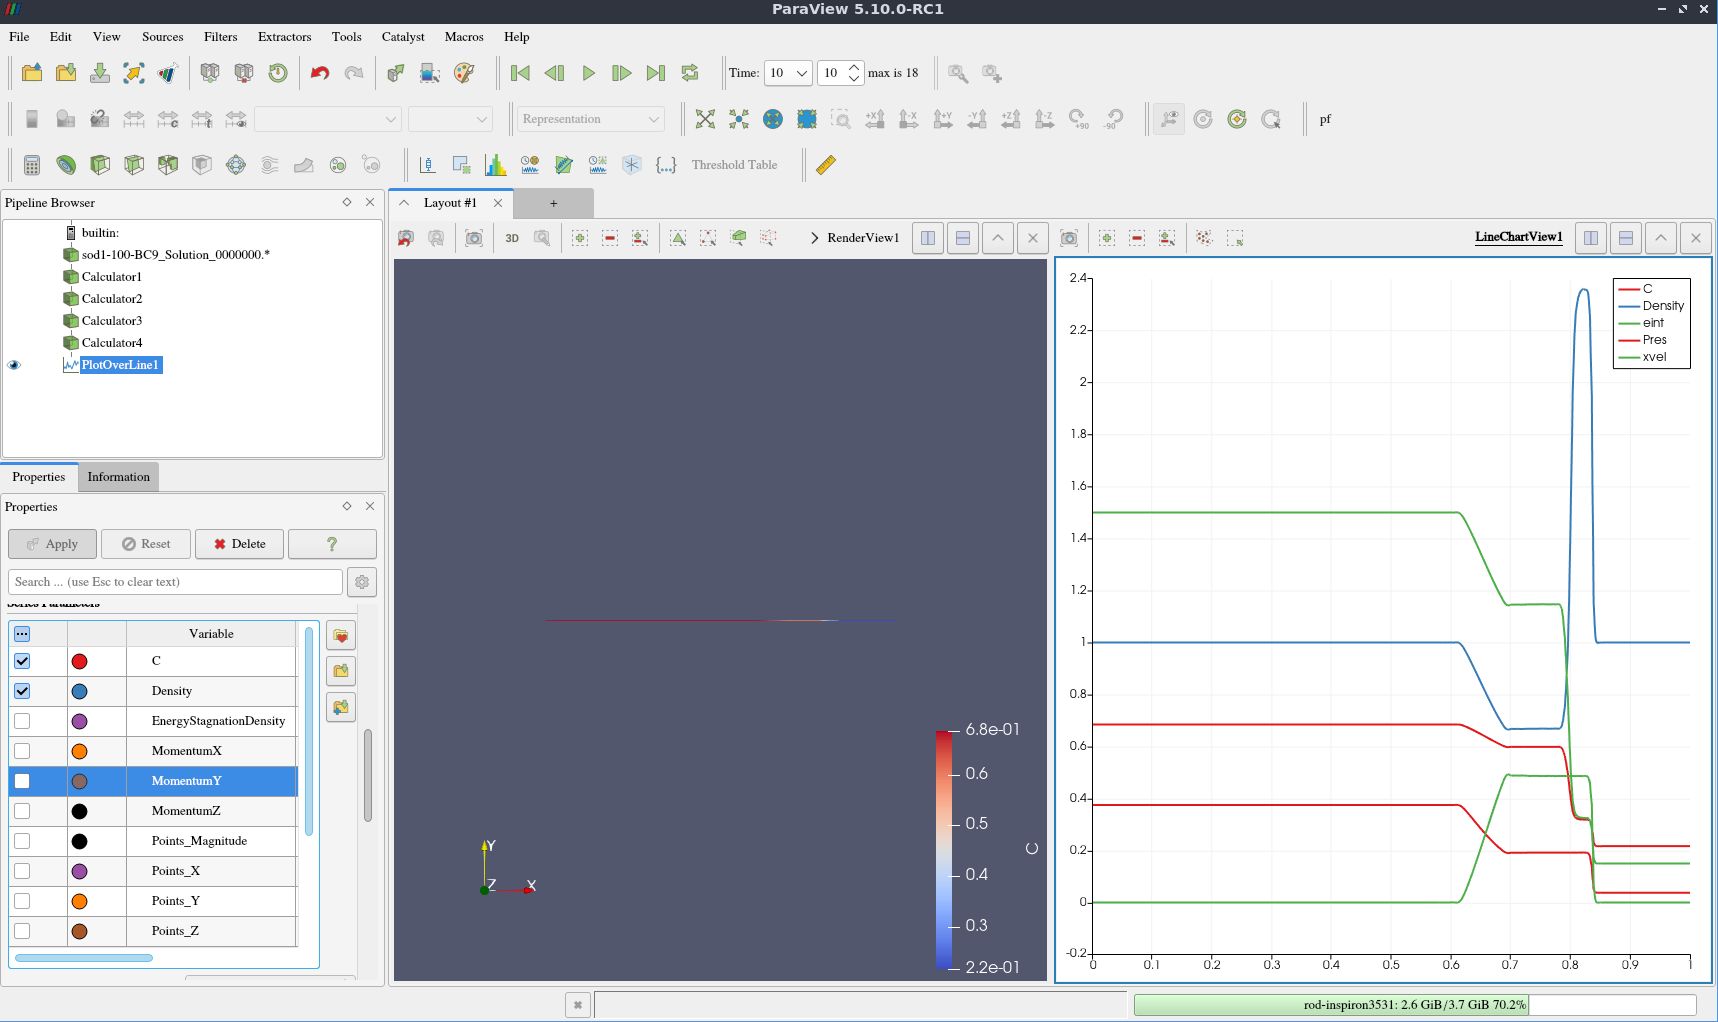 ParaView 5.10.0-RC1
File Edit View Sources Filters Extractors Tools Catalyst Macros Help
Time: 10 10 max is 18
Representation +X -X +Y -Y +Z -Z +90 -90 pf
Threshold Table
Pipeline Browser
builtin:
sod1-100-BC9_Solution_0000000.*
Calculator1
Calculator2
Calculator3
Calculator4
PlotOverLine1
Properties Information
Properties
Apply Reset Delete ?
Search ... (use Esc to clear text)
Series Parameters
Variable
C
Density
EnergyStagnationDensity
MomentumX
MomentumY
MomentumZ
Points_Magnitude
Points_X
Points_Y
Points_Z
Layout #1 +
3D RenderView1
Y
Z X
6.8e-01
0.6
0.5
0.4
0.3
2.2e-01
C
LineChartView1
C
Density
eint
Pres
xvel
2.4
2.2
2
1.8
1.6
1.4
1.2
1
0.8
0.6
0.4
0.2
0
-0.2
0 0.1 0.2 0.3 0.4 0.5 0.6 0.7 0.8 0.9 1
rod-inspiron3531: 2.6 GiB/3.7 GiB 70.2%